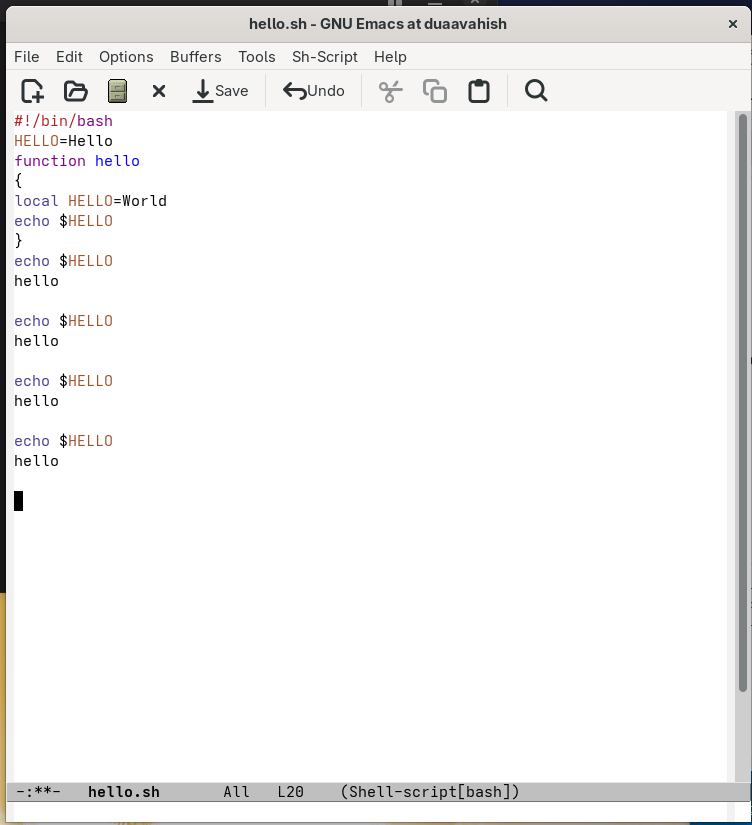 hello.sh - GNU Emacs at duaavahish
File Edit Options Buffers Tools Sh-Script Help
Save Undo
#!/bin/bash
HELLO=Hello
function hello
{
local HELLO=World
echo $HELLO
}
echo $HELLO
hello
echo $HELLO
hello
echo $HELLO
hello
echo $HELLO
hello
-:**- hello.sh All L20 (Shell-script[bash])